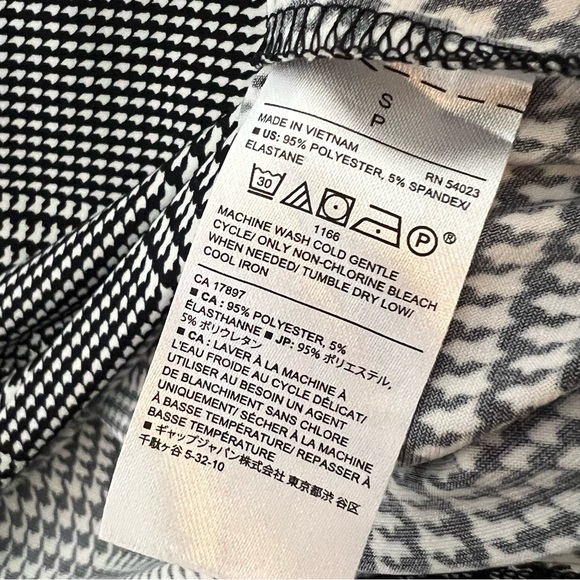 S
P
MADE IN VIETNAM RN 54023
■ US: 95% POLYESTER, 5% SPANDEX/
ELASTANE
30 P ®
1166
MACHINE WASH COLD GENTLE
CYCLE/ ONLY NON-CHLORINE BLEACH
WHEN NEEDED/ TUMBLE DRY LOW/
COOL IRON
CA 17897
■ CA : 95% POLYESTER, 5%
ÉLASTHANNE ■ JP: 95% ポリエステル,
5% ポリウレタン
■ CA : LAVER À LA MACHINE À
L'EAU FROIDE AU CYCLE DÉLICAT/
UTILISER AU BESOIN UN AGENT
DE BLANCHIMENT SANS CHLORE
UNIQUEMENT/ SÉCHER À LA MACHINE
À BASSE TEMPÉRATURE/ REPASSER À
BASSE TEMPÉRATURE
■ ギャップジャパン株式会社 東京都渋 谷区
千駄ヶ谷 5-32-10